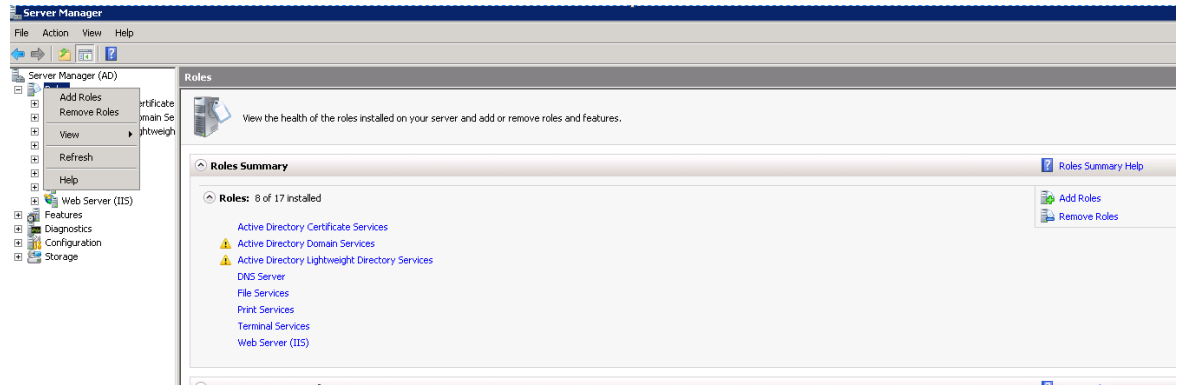 Server Manager
File Action View Help
Server Manager (AD)
Roles
Add Roles
Remove Roles
View
Refresh
Help
Web Server (IIS)
Features
Diagnostics
Configuration
Storage
Roles
View the health of the roles installed on your server and add or remove roles and features.
Roles Summary
Roles Summary Help
Roles: 8 of 17 installed
Add Roles
Remove Roles
Active Directory Certificate Services
Active Directory Domain Services
Active Directory Lightweight Directory Services
DNS Server
File Services
Print Services
Terminal Services
Web Server (IIS)